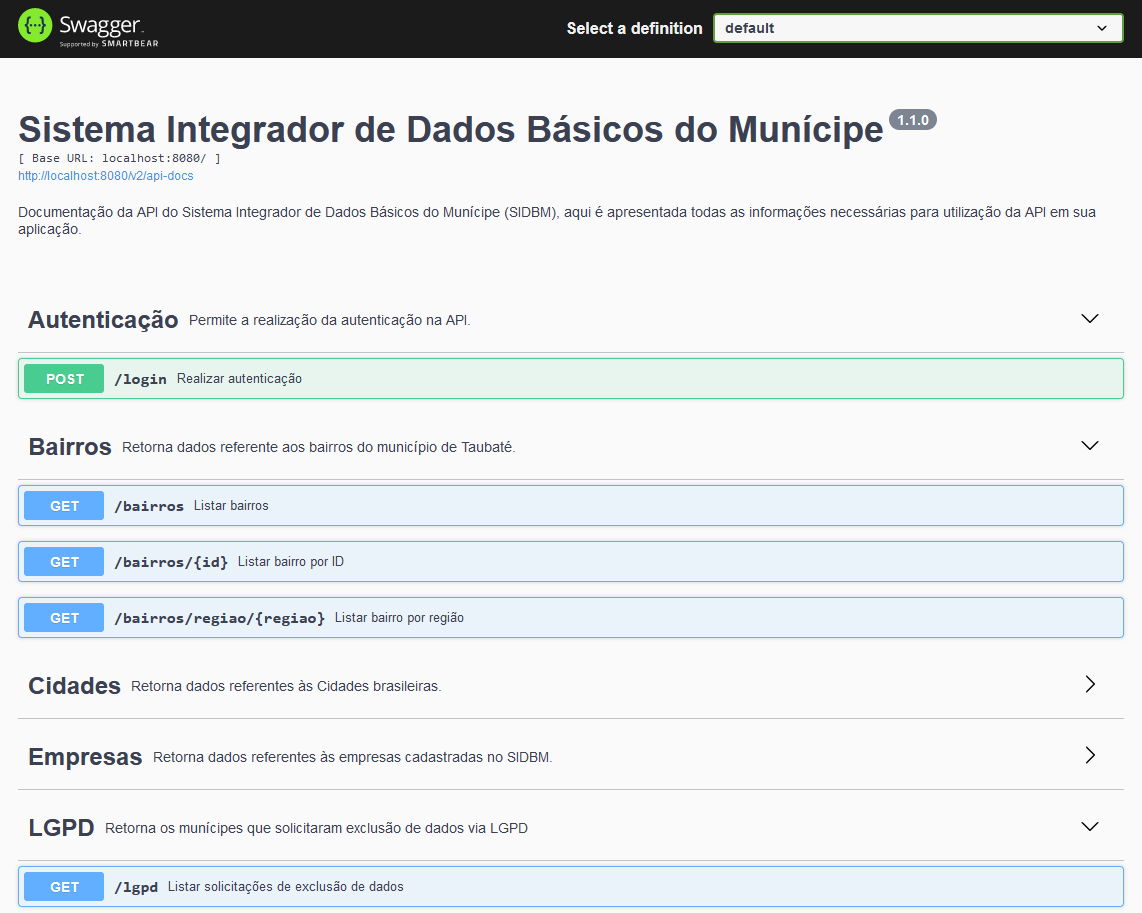 Swagger
Supported by SMARTBEAR
Select a definition
default
Sistema Integrador de Dados Básicos do Munícipe 1.1.0
[ Base URL: localhost:8080/ ]
http://localhost:8080/v2/api-docs
Documentação da API do Sistema Integrador de Dados Básicos do Munícipe (SIDBM), aqui é apresentada todas as informações necessárias para utilização da API em sua
aplicação.
Autenticação Permite a realização da autenticação na API.
POST /login Realizar autenticação
Bairros Retorna dados referente aos bairros do município de Taubaté.
GET /bairros Listar bairros
GET /bairros/{id} Listar bairro por ID
GET /bairros/regiao/{regiao} Listar bairro por região
Cidades Retorna dados referentes às Cidades brasileiras.
Empresas Retorna dados referentes às empresas cadastradas no SIDBM.
LGPD Retorna os munícipes que solicitaram exclusão de dados via LGPD
GET /lgpd Listar solicitações de exclusão de dados